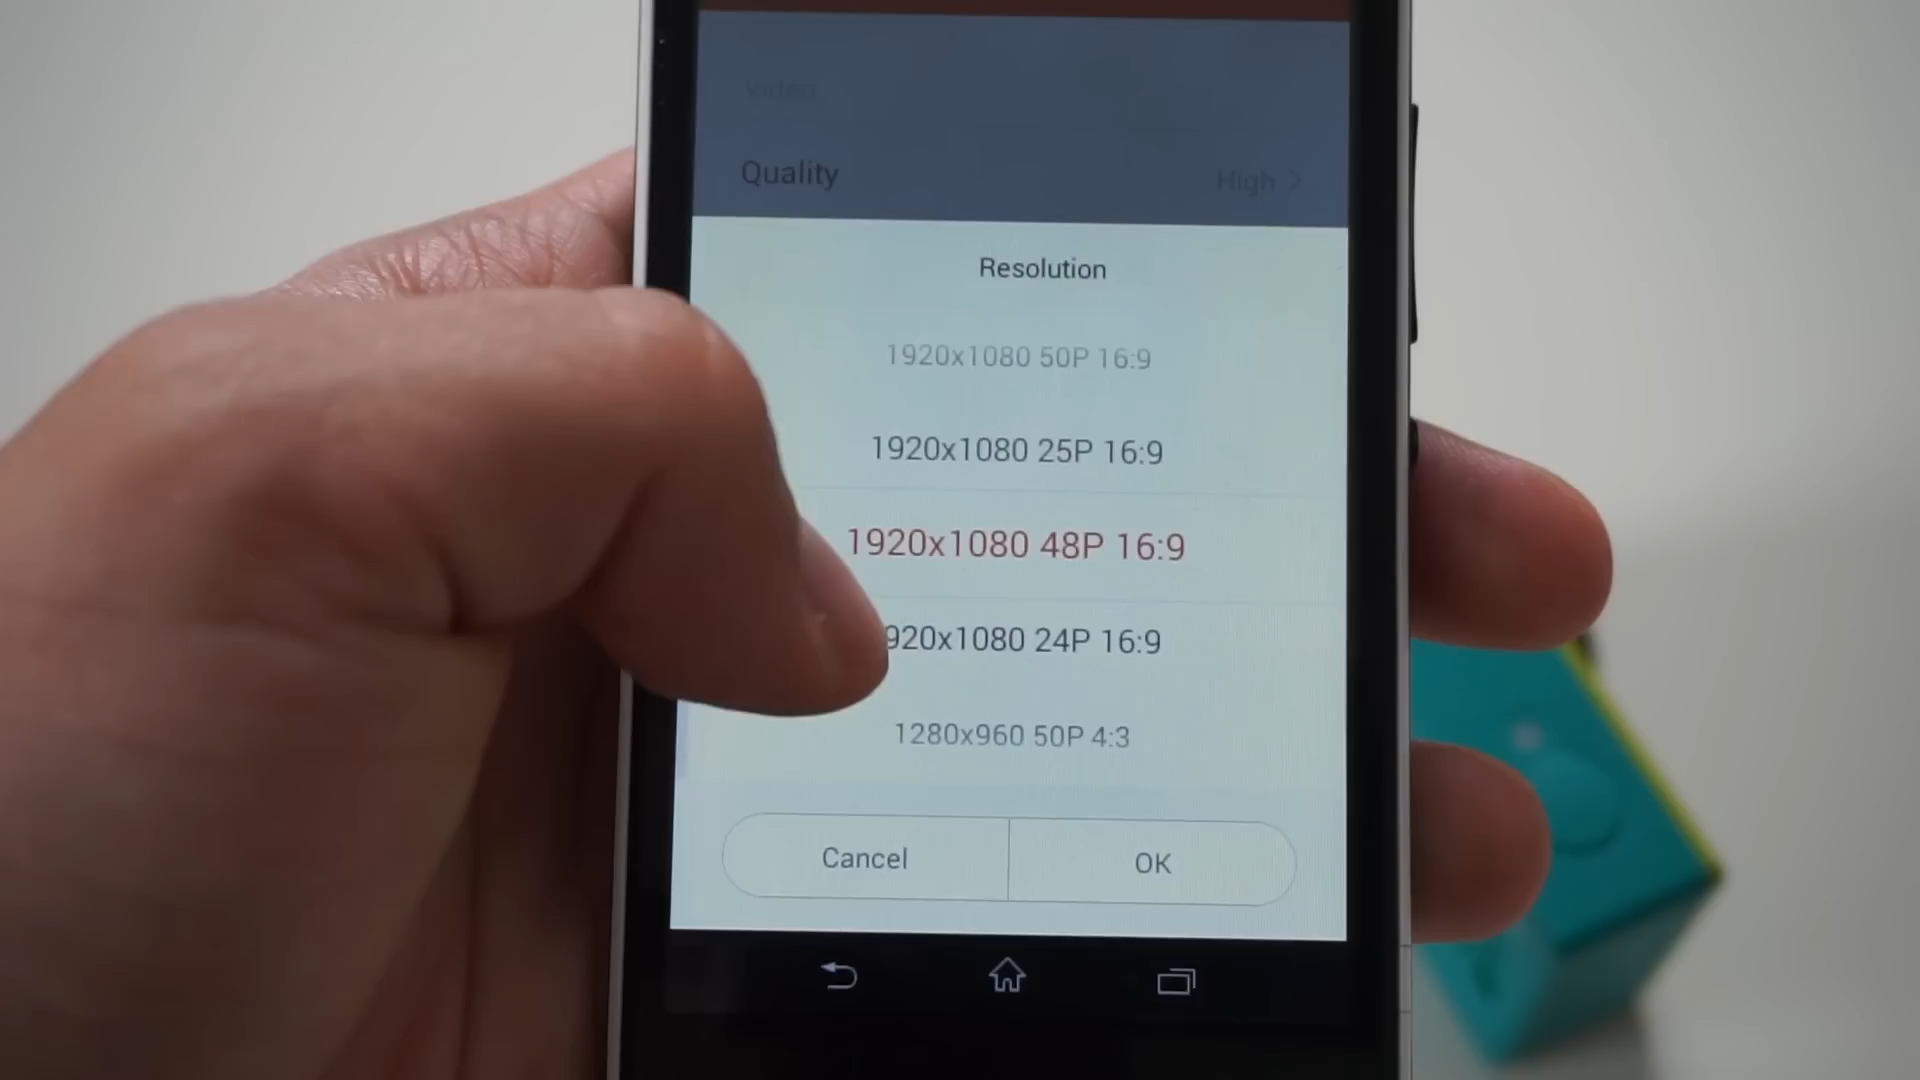 Video
Quality
High >
Resolution
1920x1080 50P 16:9
1920x1080 25P 16:9
1920x1080 48P 16:9
920x1080 24P 16:9
1280x960 50P 4:3
Cancel
OK